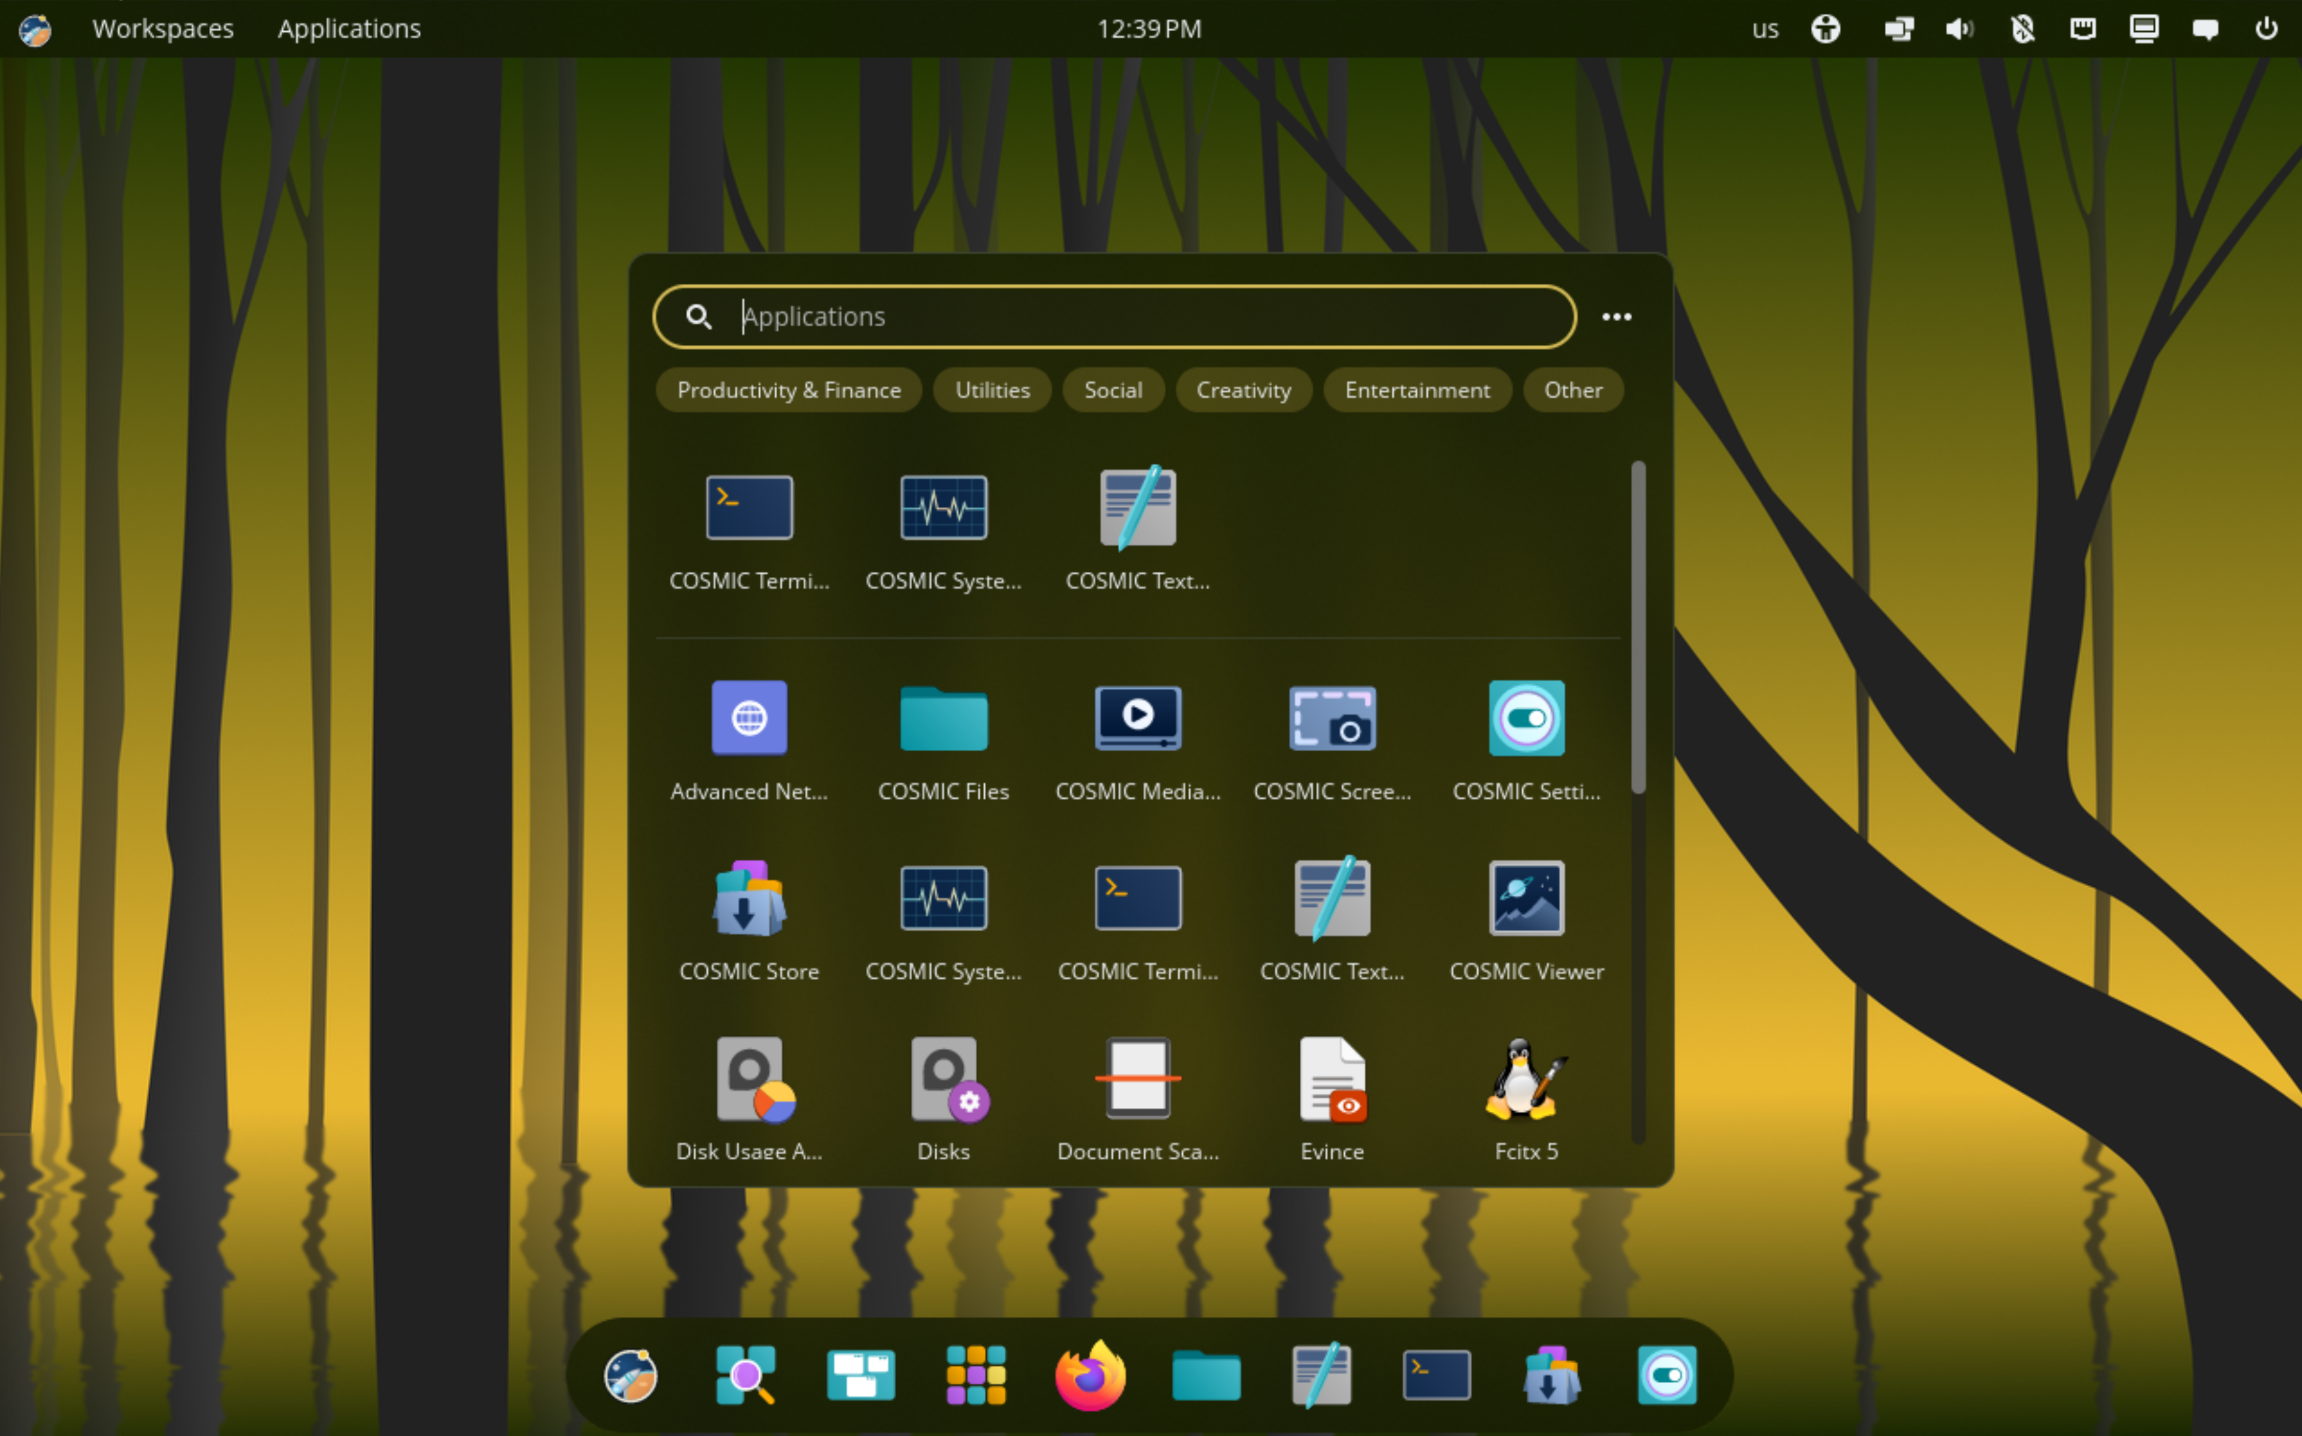 Workspaces Applications 12:39 PM us
Applications
Productivity & Finance Utilities Social Creativity Entertainment Other
COSMIC Termi... COSMIC Syste... COSMIC Text...
Advanced Net... COSMIC Files COSMIC Media... COSMIC Scree... COSMIC Setti...
COSMIC Store COSMIC Syste... COSMIC Termi... COSMIC Text... COSMIC Viewer
Disk Usage A... Disks Document Sca... Evince Fcitx 5